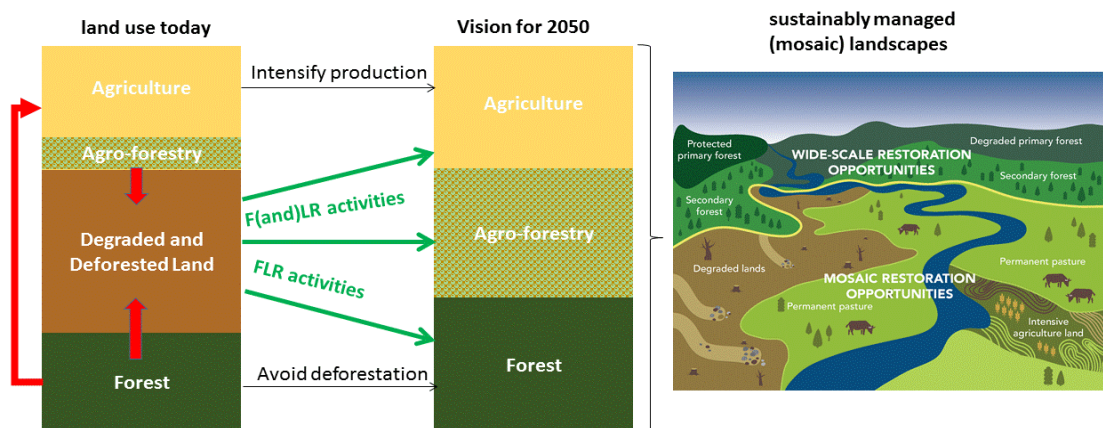 land use today
Agriculture
Agro-forestry
Degraded and
Deforested Land
Forest
Intensify production
F(and)LR activities
FLR activities
Avoid deforestation
Vision for 2050
Agriculture
Agro-forestry
Forest
sustainably managed
(mosaic) landscapes
Protected
primary forest
Degraded primary forest
WIDE-SCALE RESTORATION
OPPORTUNITIES
Secondary forest
Secondary
forest
Degraded lands
Permanent pasture
MOSAIC RESTORATION
OPPORTUNITIES
Permanent pasture
Intensive
agriculture land